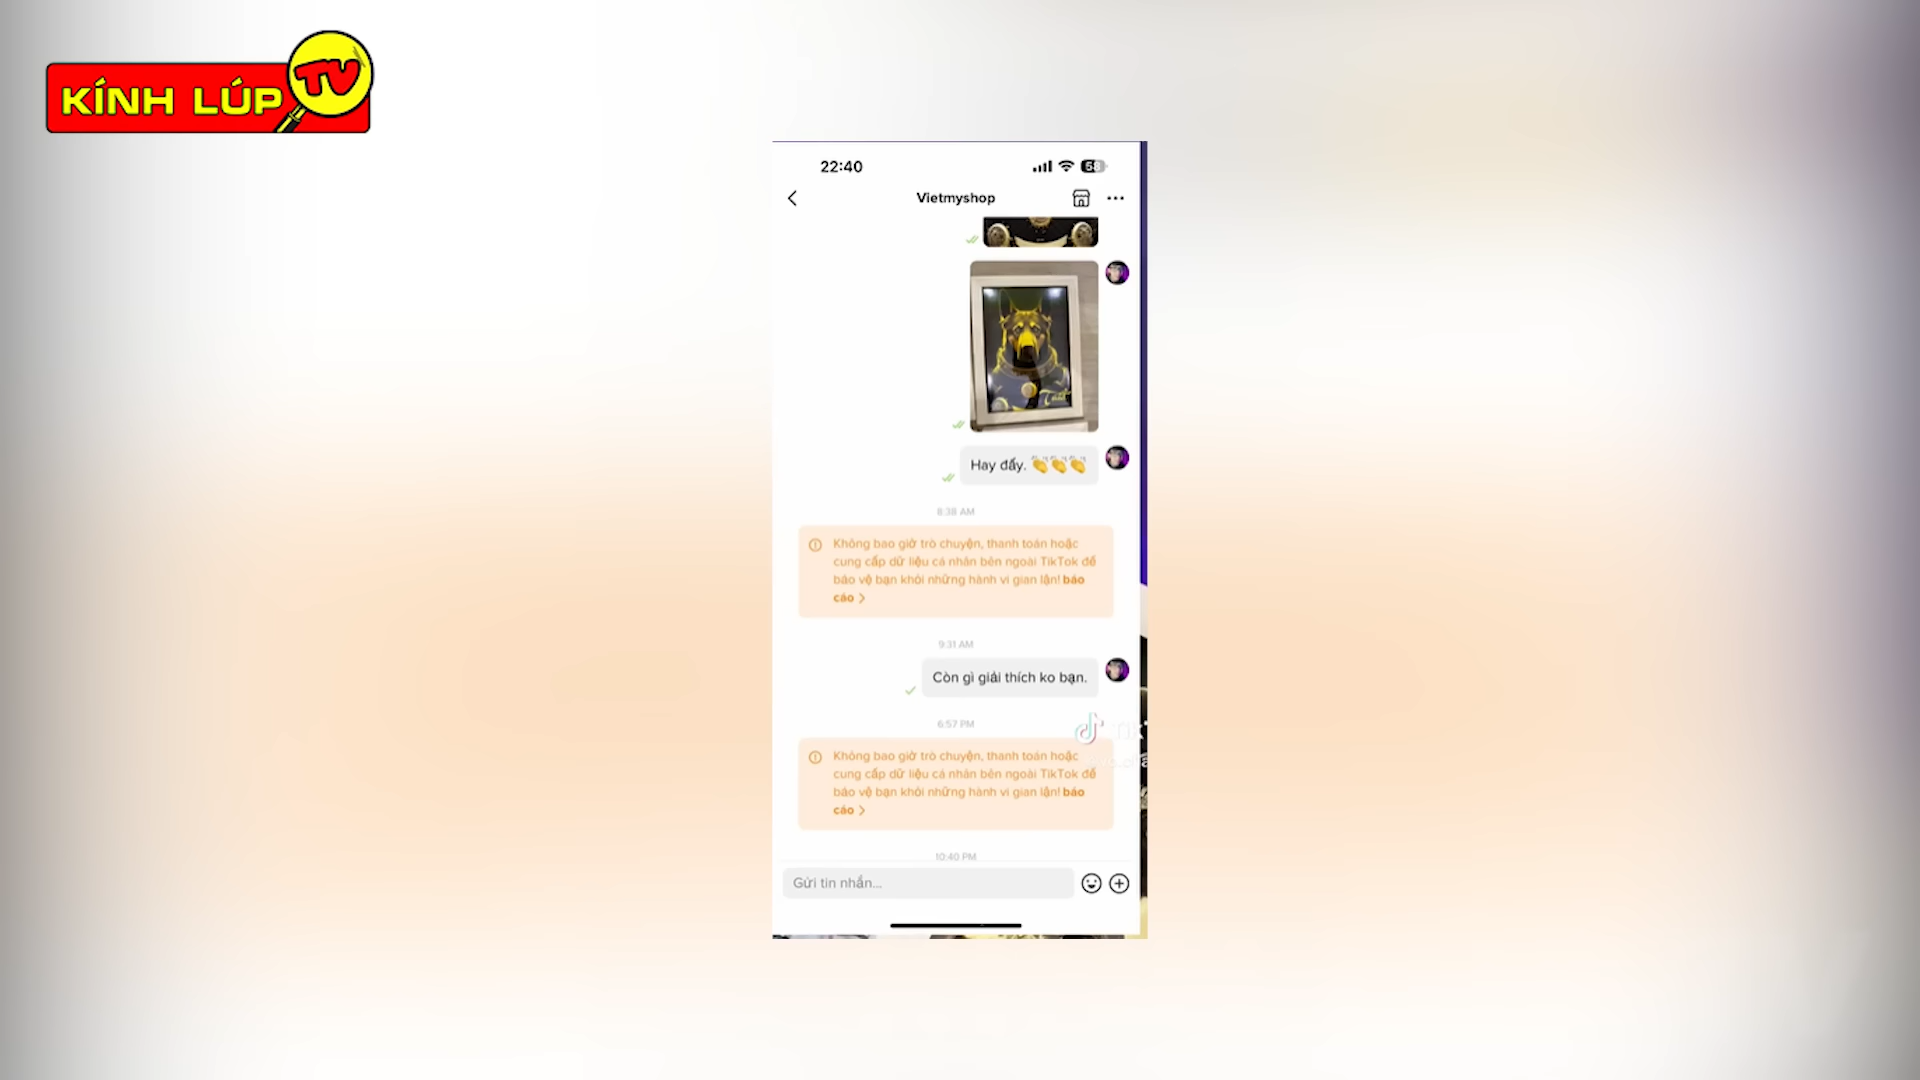 KÍNH LÚP TV
22:40
58
Vietmyshop
Hay đấy. 👏👏👏
8:38 AM
Không bao giờ trò chuyện, thanh toán hoặc
cung cấp dữ liệu cá nhân bên ngoài TikTok để
bảo vệ bạn khỏi những hành vi gian lận! báo
cáo >
9:31 AM
Còn gì giải thích ko bạn.
6:57 PM
Không bao giờ trò chuyện, thanh toán hoặc
cung cấp dữ liệu cá nhân bên ngoài TikTok để
bảo vệ bạn khỏi những hành vi gian lận! báo
cáo >
10:40 PM
Gửi tin nhắn...